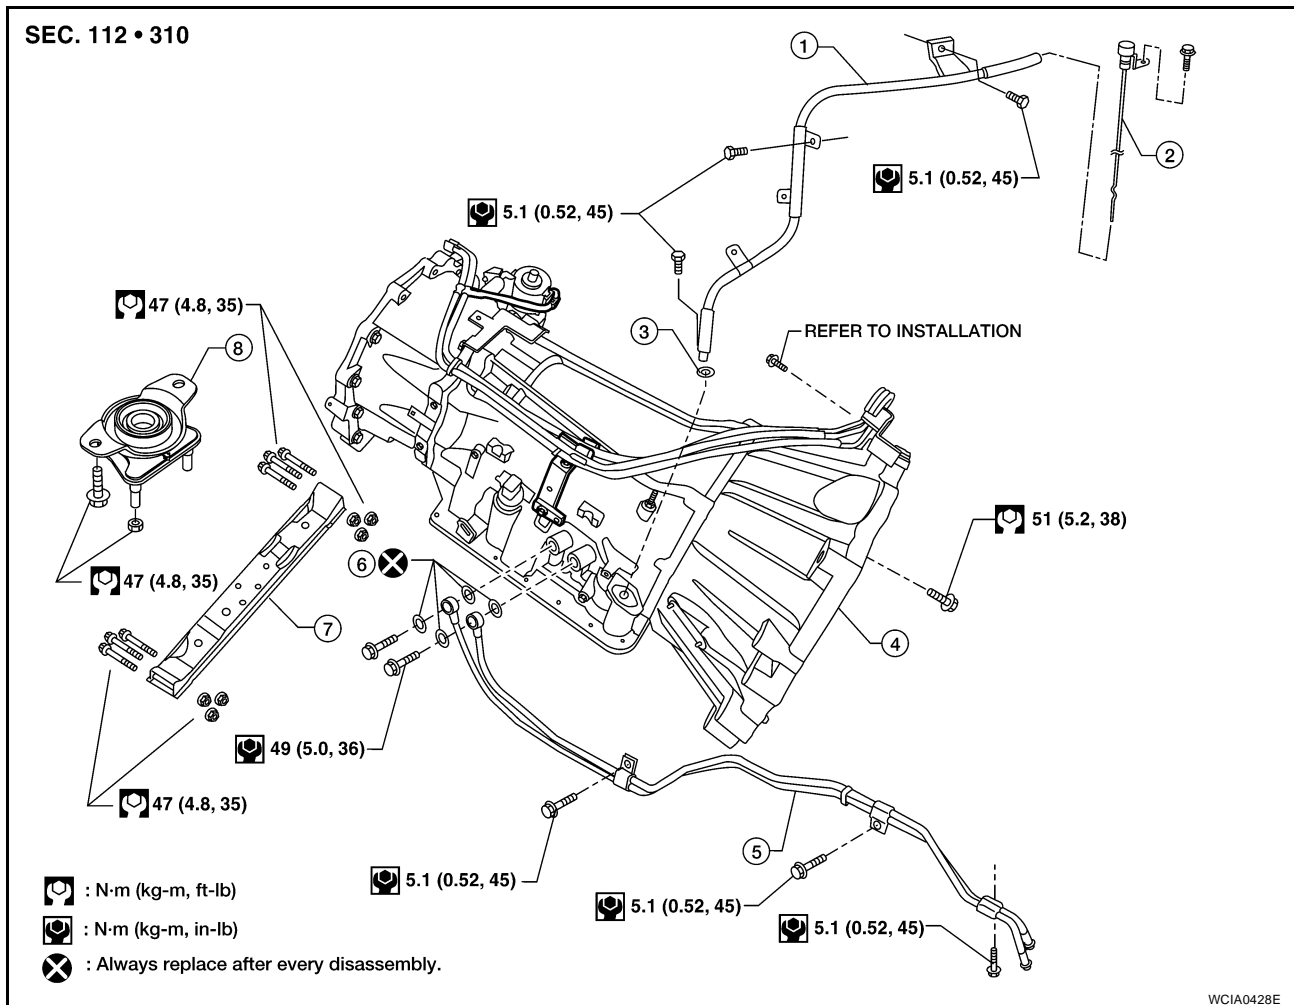 SEC. 112 • 310
1
2
5.1 (0.52, 45)
5.1 (0.52, 45)
47 (4.8, 35)
8
3
REFER TO INSTALLATION
51 (5.2, 38)
47 (4.8, 35)
6
7
4
49 (5.0, 36)
47 (4.8, 35)
5
5.1 (0.52, 45)
5.1 (0.52, 45)
5.1 (0.52, 45)
: N·m (kg-m, ft-lb)
: N·m (kg-m, in-lb)
: Always replace after every disassembly.
WCIA0428E